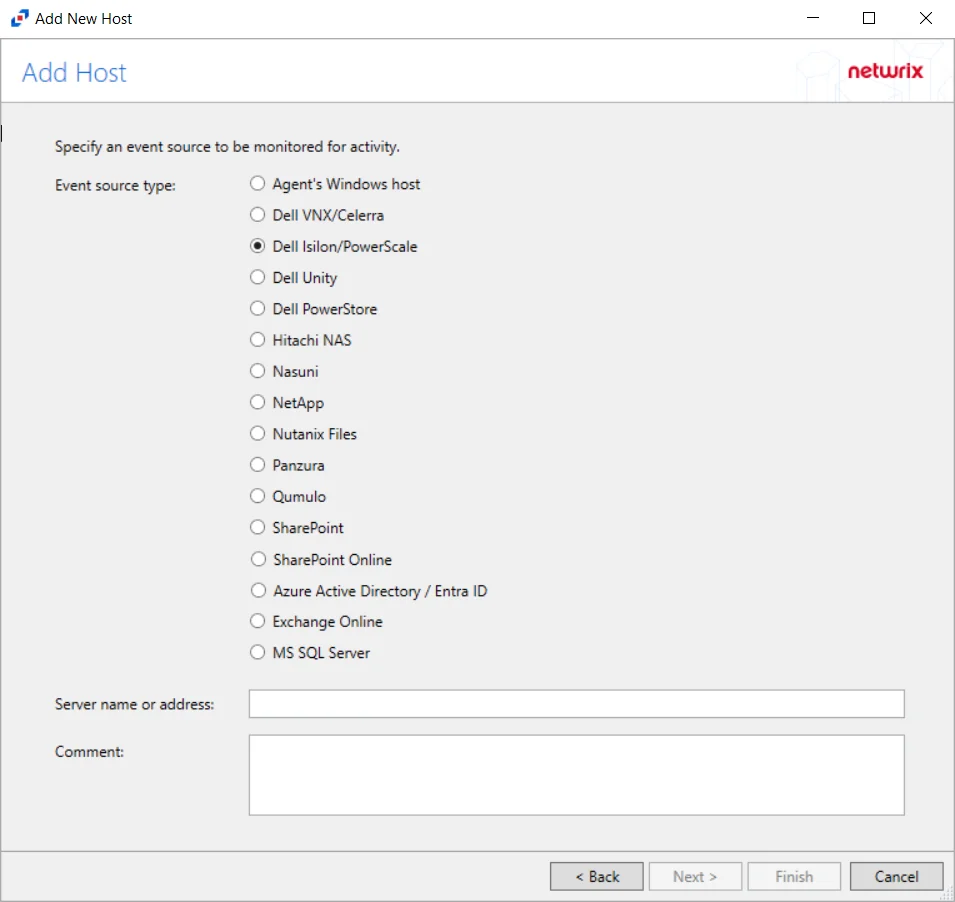 Add New Host
Add Host
netwrix
Specify an event source to be monitored for activity.
Event source type:
Agent's Windows host
Dell VNX/Celerra
Dell Isilon/PowerScale
Dell Unity
Dell PowerStore
Hitachi NAS
Nasuni
NetApp
Nutanix Files
Panzura
Qumulo
SharePoint
SharePoint Online
Azure Active Directory / Entra ID
Exchange Online
MS SQL Server
Server name or address:
Comment:
< Back
Next >
Finish
Cancel